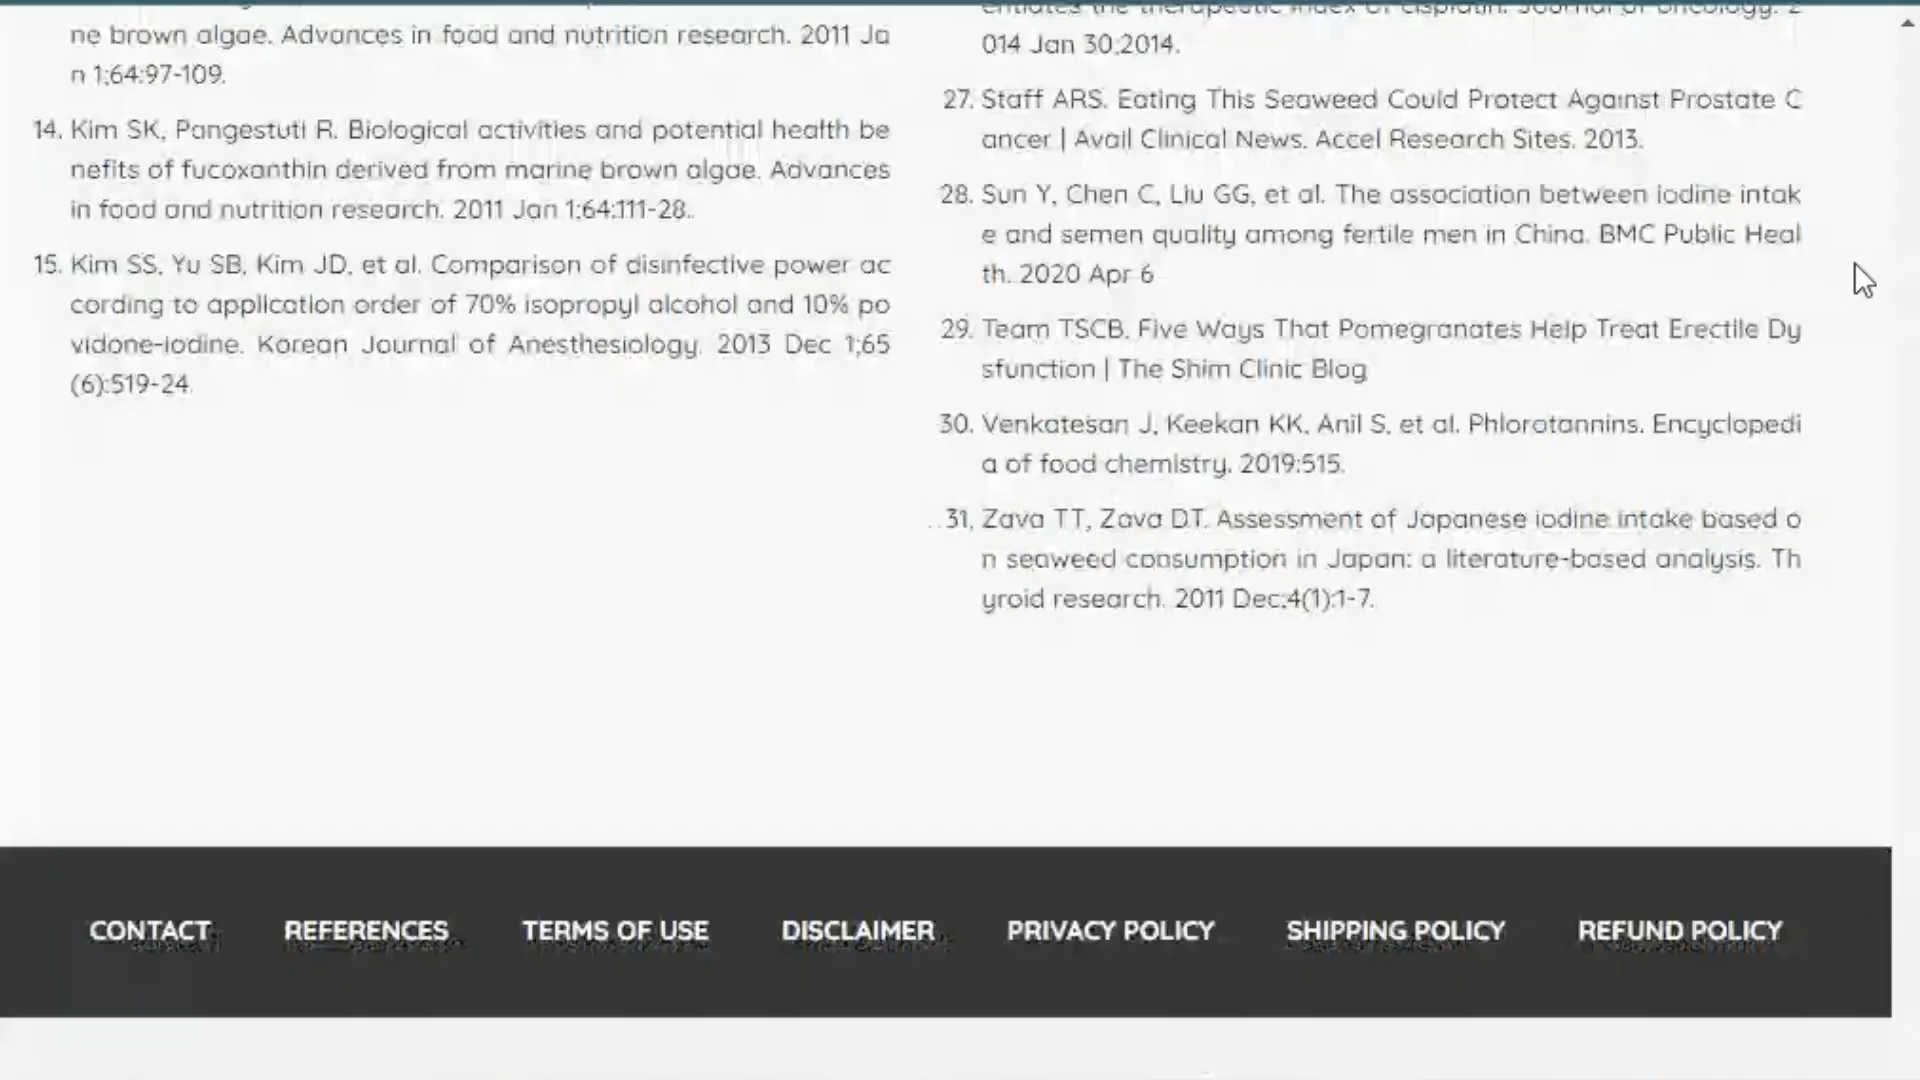 ne brown algae. Advances in food and nutrition research. 2011 Ja
n 1;64:97-109.
14. Kim SK, Pangestuti R. Biological activities and potential health be
nefits of fucoxanthin derived from marine brown algae. Advances
in food and nutrition research. 2011 Jan 1;64:111-28..
15. Kim SS, Yu SB, Kim JD, et al. Comparison of disinfective power ac
cording to application order of 70% isopropyl alcohol and 10% po
vidone-iodine. Korean Journal of Anesthesiology. 2013 Dec 1;65
(6):519-24.
entiates the therapeutic index of cisplatin. Journal of oncology. 2
014 Jan 30;2014.
27. Staff ARS. Eating This Seaweed Could Protect Against Prostate C
ancer | Avail Clinical News. Accel Research Sites. 2013.
28. Sun Y, Chen C, Liu GG, et al. The association between iodine intak
e and semen quality among fertile men in China. BMC Public Heal
th. 2020 Apr 6
29. Team TSCB. Five Ways That Pomegranates Help Treat Erectile Dy
sfunction | The Shim Clinic Blog
30. Venkatesan J, Keekan KK, Anil S, et al. Phlorotannins. Encyclopedi
a of food chemistry. 2019:515.
31. Zava TT, Zava DT. Assessment of Japanese iodine intake based o
n seaweed consumption in Japan: a literature-based analysis. Th
yroid research. 2011 Dec;4(1):1-7.
CONTACT REFERENCES TERMS OF USE DISCLAIMER PRIVACY POLICY SHIPPING POLICY REFUND POLICY